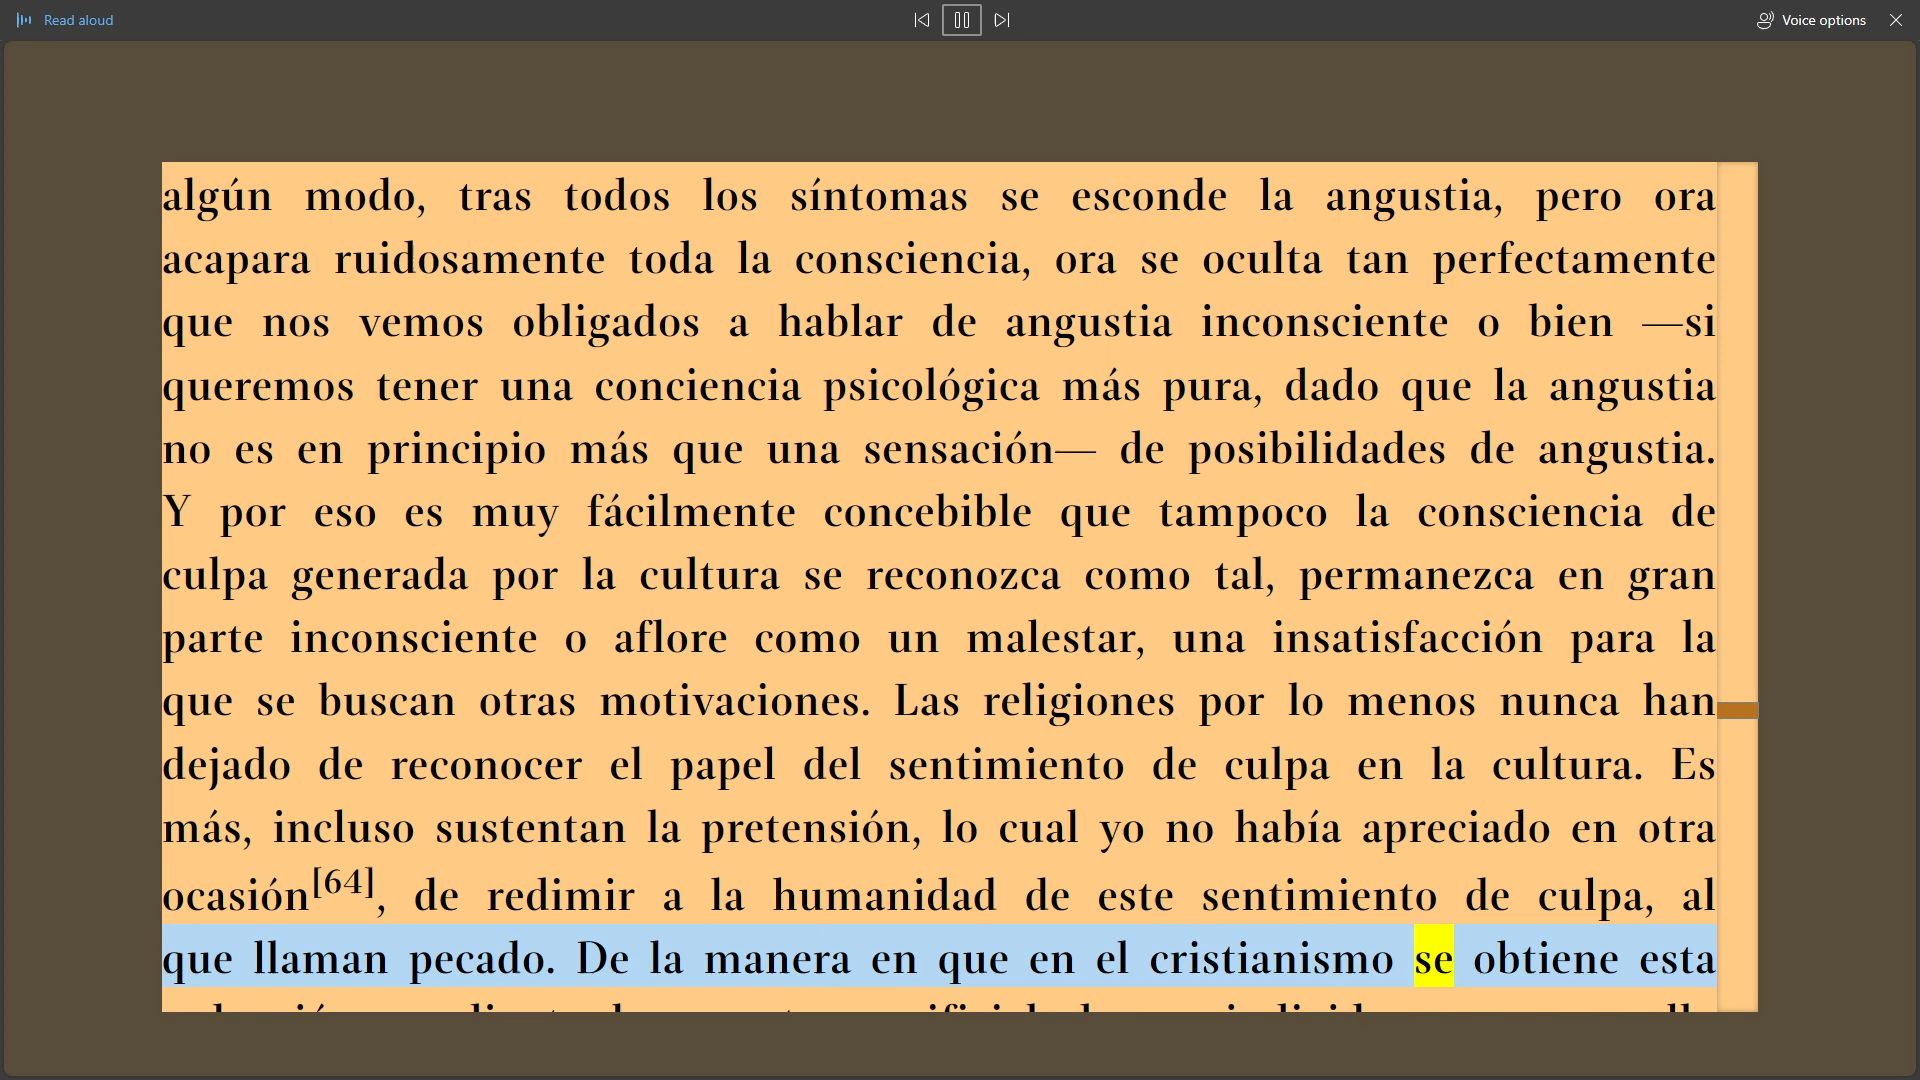 Read aloud
Voice options
algún modo, tras todos los síntomas se esconde la angustia, pero ora
acapara ruidosamente toda la consciencia, ora se oculta tan perfectamente
que nos vemos obligados a hablar de angustia inconsciente o bien —si
queremos tener una conciencia psicológica más pura, dado que la angustia
no es en principio más que una sensación— de posibilidades de angustia.
Y por eso es muy fácilmente concebible que tampoco la consciencia de
culpa generada por la cultura se reconozca como tal, permanezca en gran
parte inconsciente o aflore como un malestar, una insatisfacción para la
que se buscan otras motivaciones. Las religiones por lo menos nunca han
dejado de reconocer el papel del sentimiento de culpa en la cultura. Es
más, incluso sustentan la pretensión, lo cual yo no había apreciado en otra
ocasión[64], de redimir a la humanidad de este sentimiento de culpa, al
que llaman pecado. De la manera en que en el cristianismo se obtiene esta